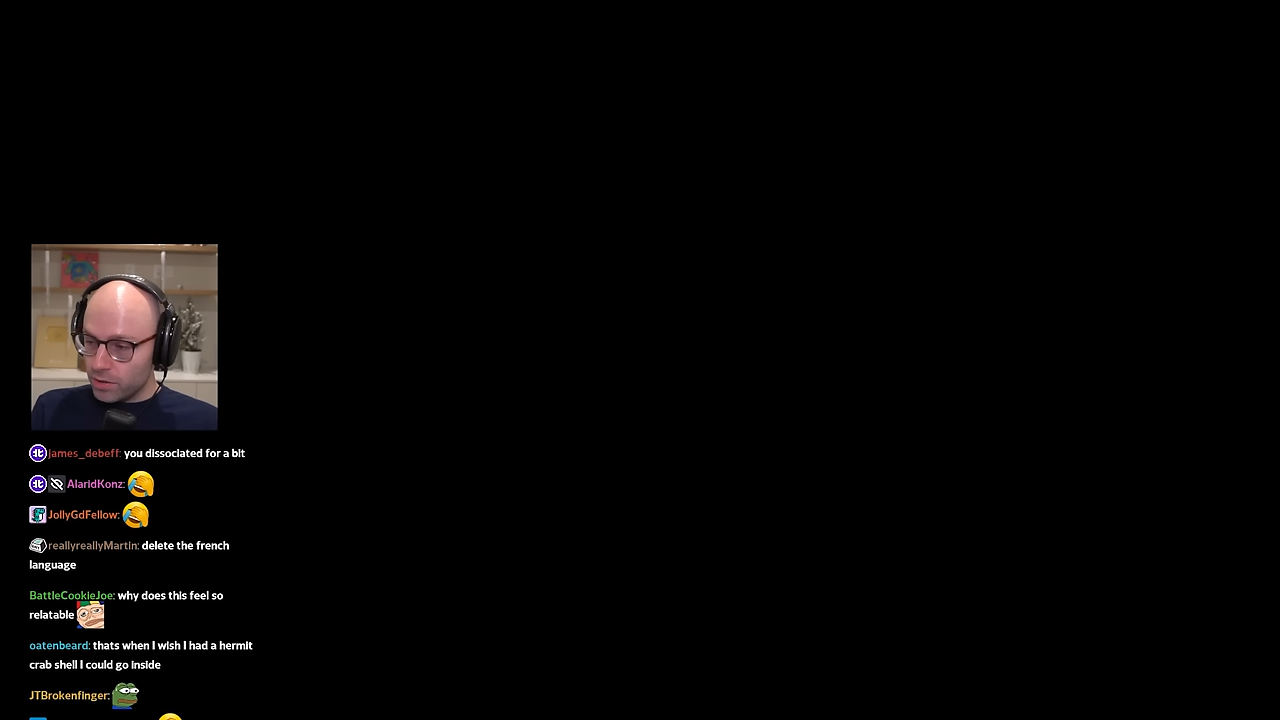 james_debeff: you dissociated for a bit
AlaridKonz:
JollyGdFellow:
reallyreallyMartin: delete the french
language
BattleCookieJoe: why does this feel so
relatable
oatenbeard: thats when I wish I had a hermit
crab shell I could go inside
JTBrokenfinger: